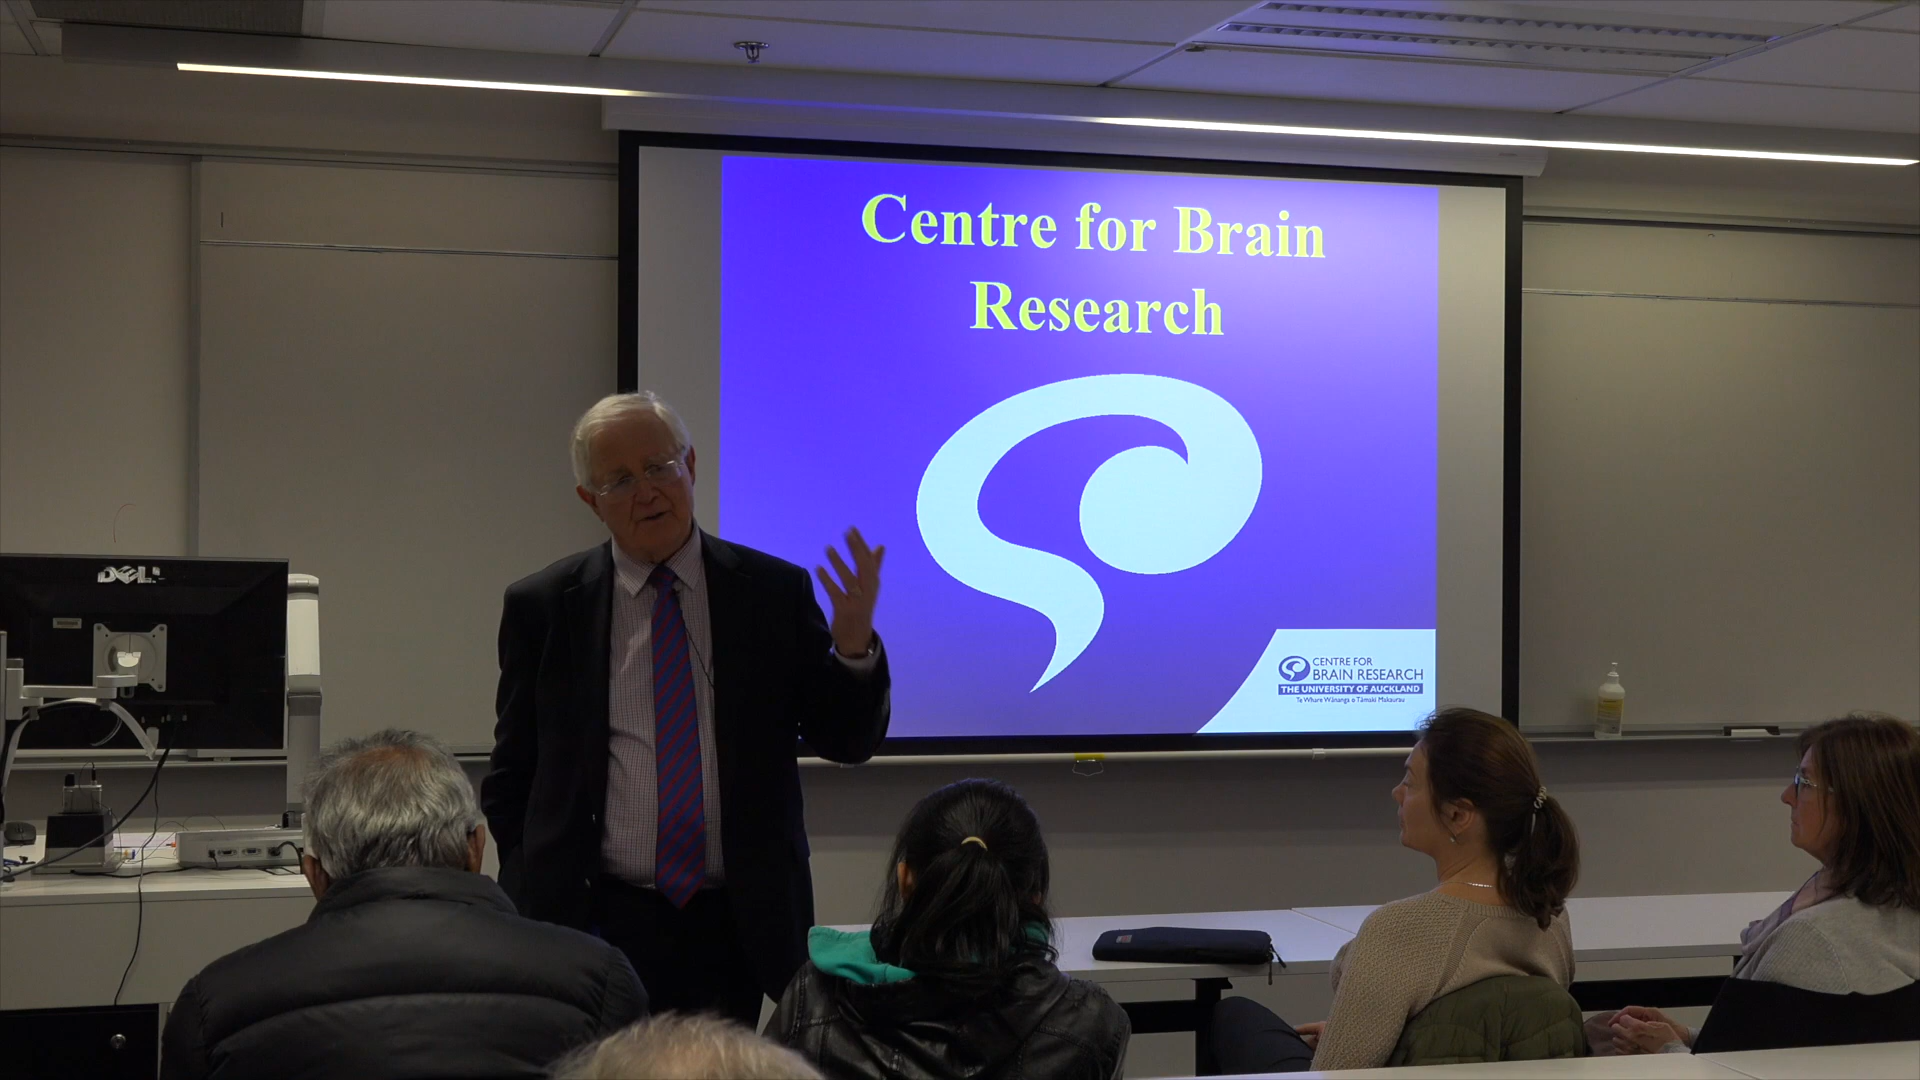 Centre for Brain
Research
CENTRE FOR
BRAIN RESEARCH
THE UNIVERSITY OF AUCKLAND
Te Whare Wānanga o Tāmaki Makaurau
DELL